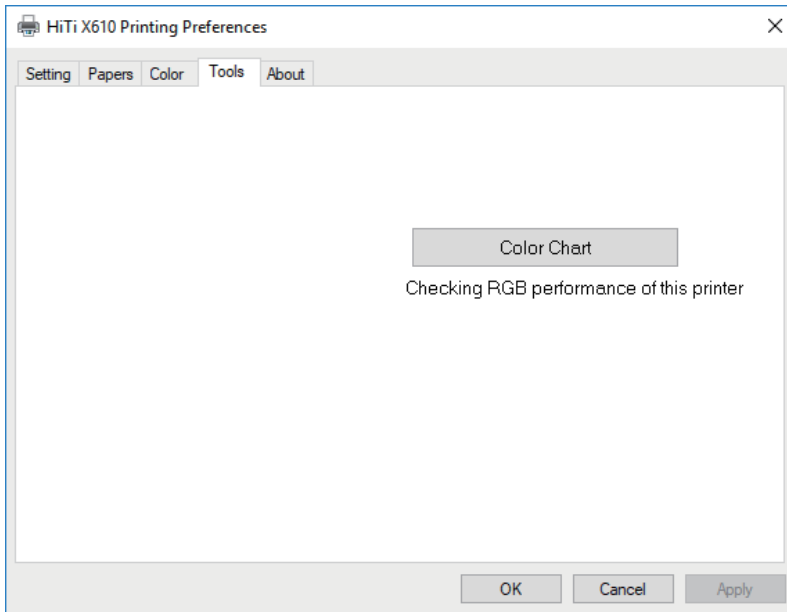 HiTi X610 Printing Preferences
Setting Papers Color Tools About
Color Chart
Checking RGB performance of this printer
OK Cancel Apply